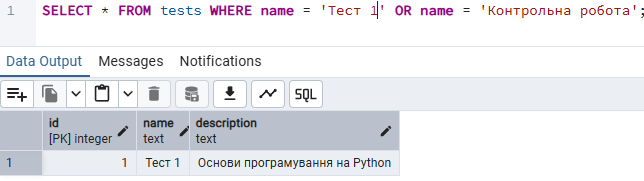 1 SELECT * FROM tests WHERE name = 'Тест 1' OR name = 'Контрольна робота';
Data Output Messages Notifications
SQL
id name description
[PK] integer text text
1 1 Тест 1 Основи програмування на Python